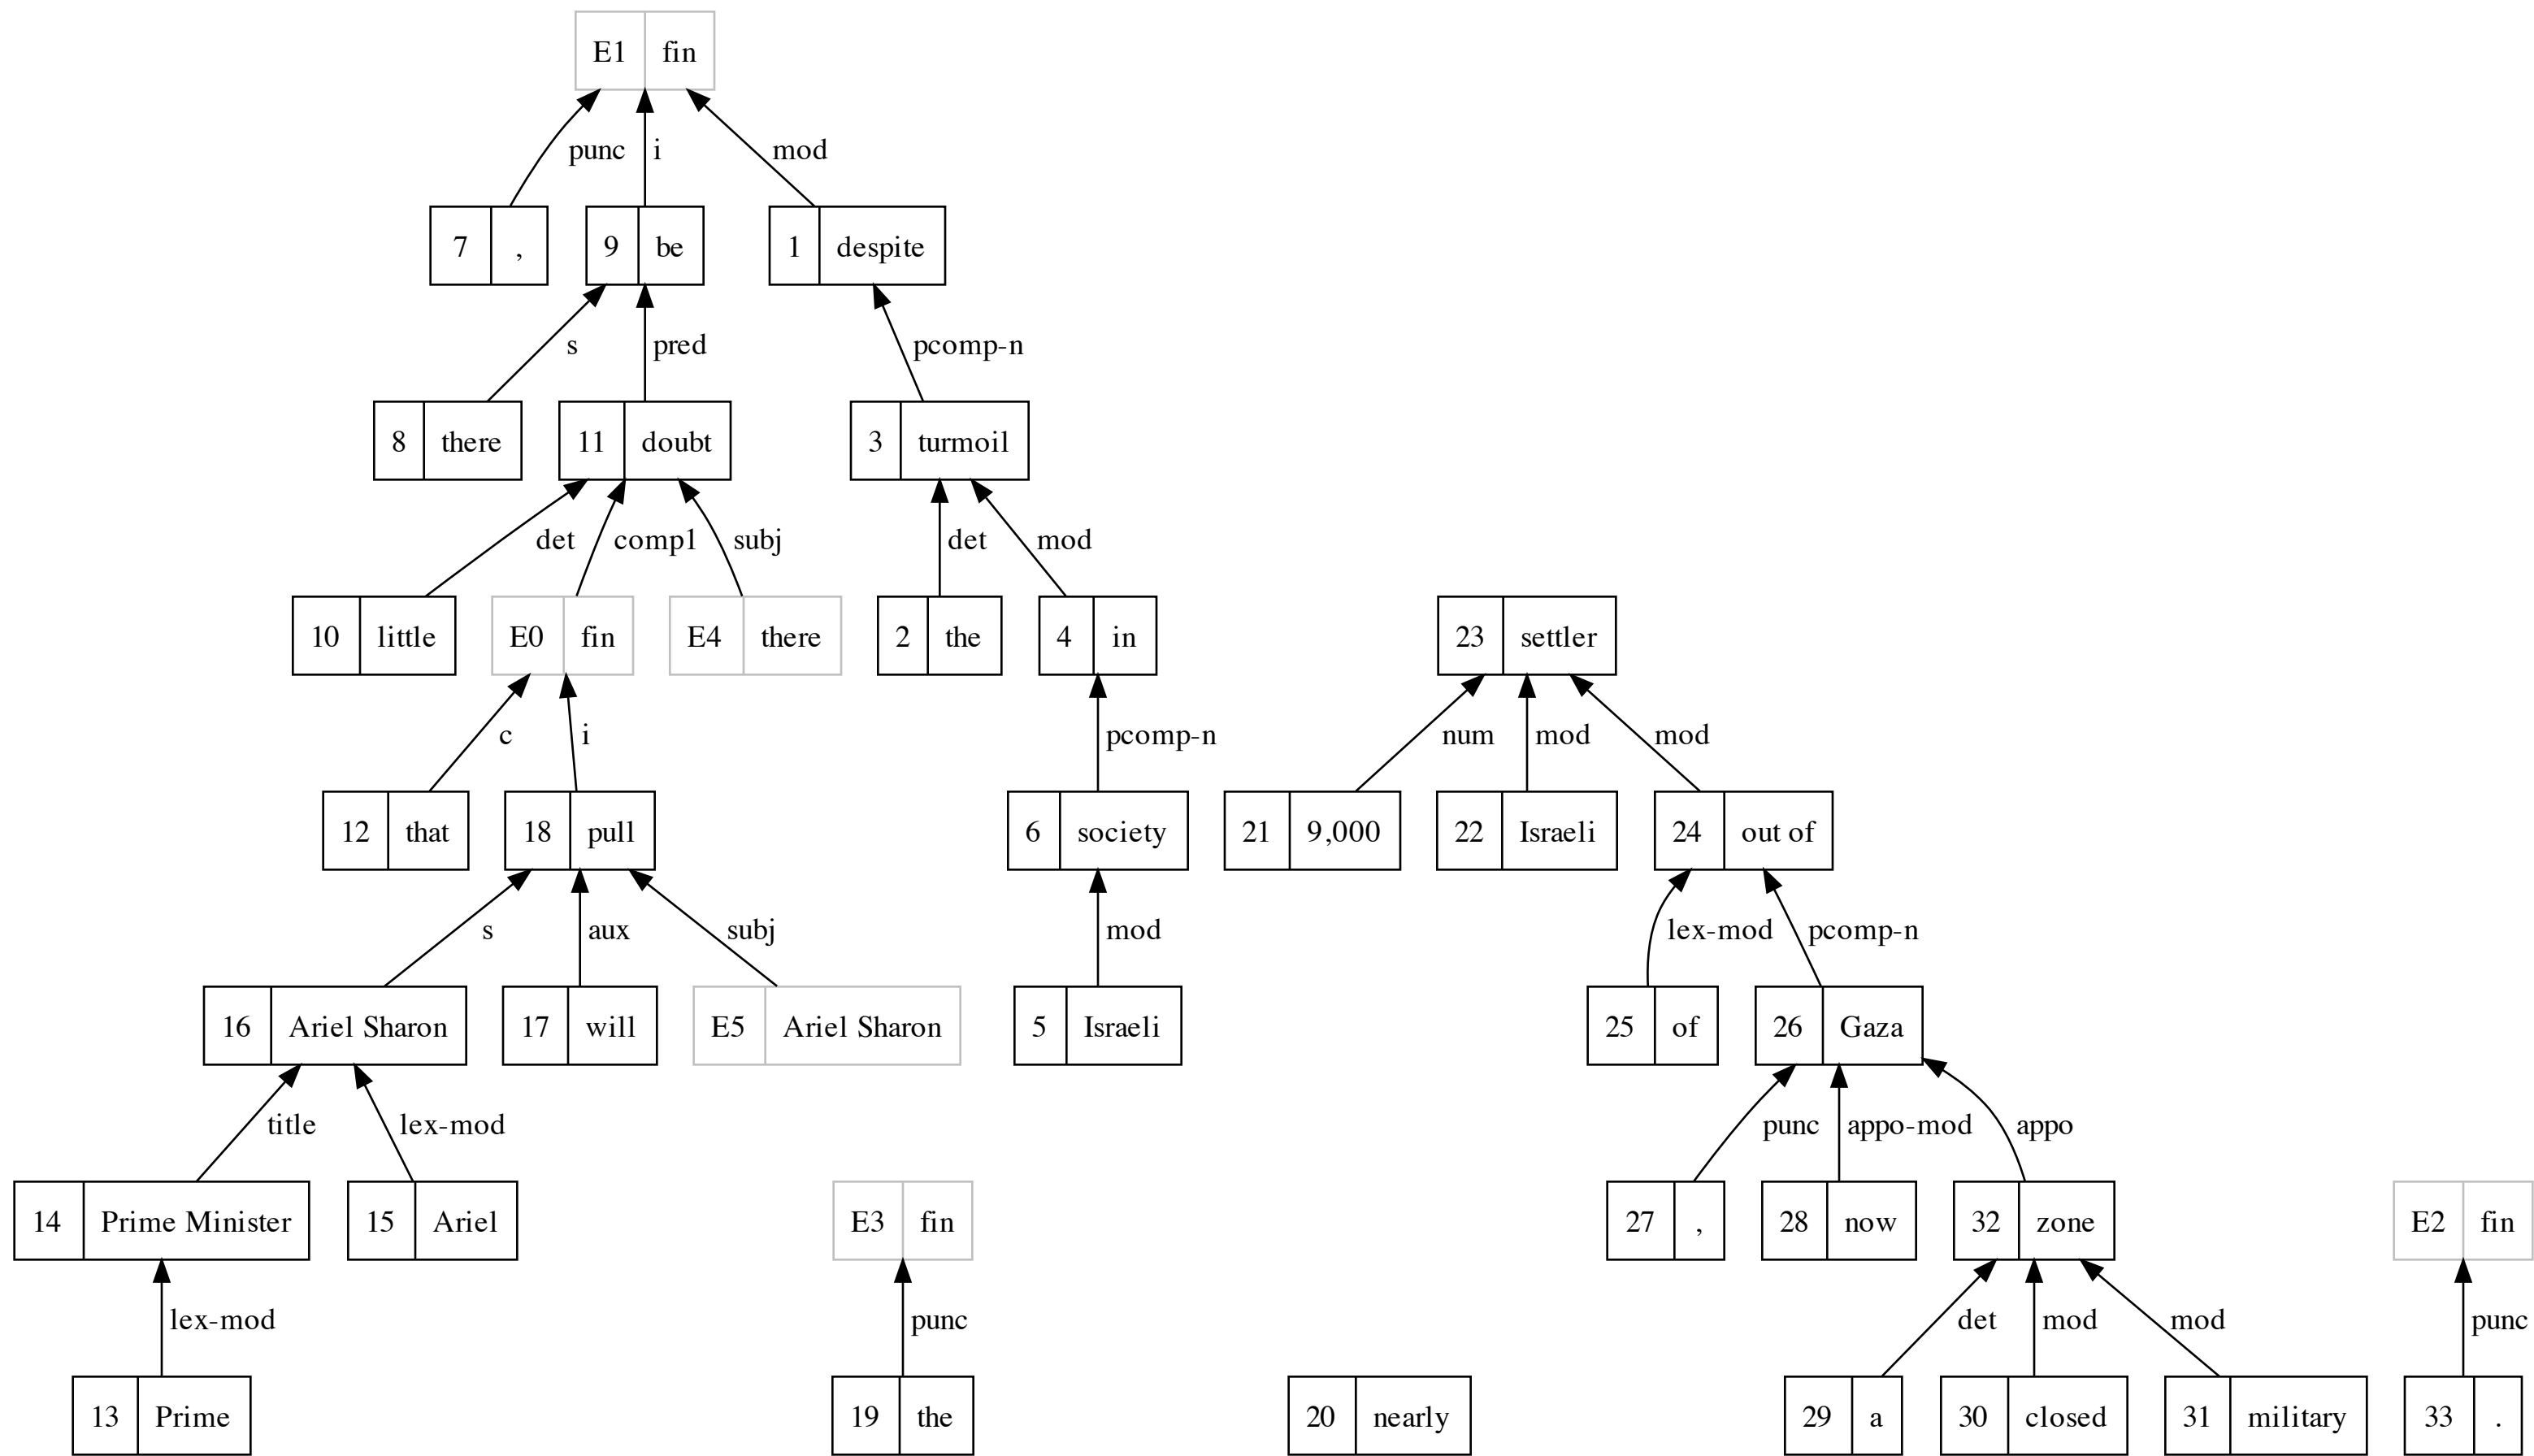 E1 fin
punc i mod
7 , 9 be 1 despite
s pred pcomp-n
8 there 11 doubt 3 turmoil
det comp1 subj det mod
10 little E0 fin E4 there 2 the 4 in 23 settler
c i pcomp-n num mod mod
12 that 18 pull 6 society 21 9,000 22 Israeli 24 out of
s aux subj mod lex-mod pcomp-n
16 Ariel Sharon 17 will E5 Ariel Sharon 5 Israeli 25 of 26 Gaza
title lex-mod punc appo-mod appo
14 Prime Minister 15 Ariel E3 fin 27 , 28 now 32 zone E2 fin
lex-mod punc det mod mod punc
13 Prime 19 the 20 nearly 29 a 30 closed 31 military 33 .